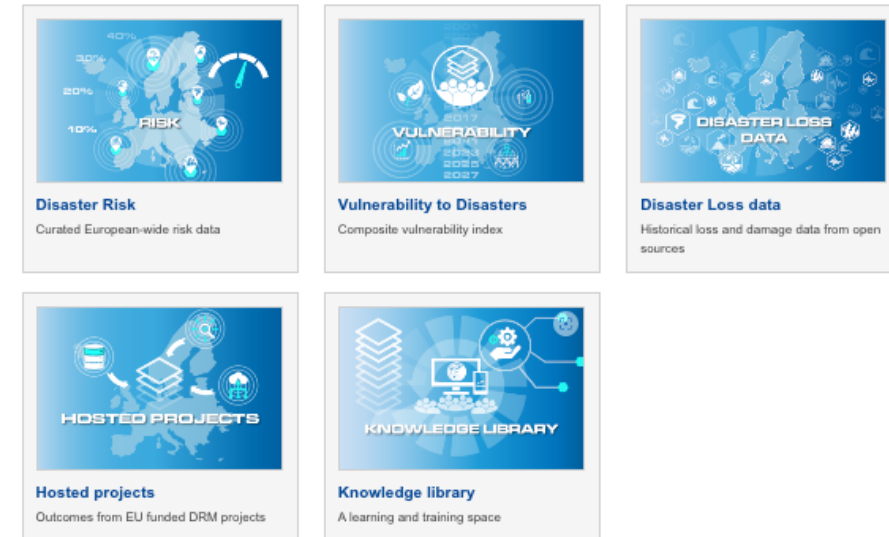 40%
30%
20%
10%
RISK
Disaster Risk
Curated European-wide risk data
2017
VULNERABILITY
2023
2025
2027
Vulnerability to Disasters
Composite vulnerability index
DISASTER LOSS
DATA
Disaster Loss data
Historical loss and damage data from open
sources
HOSTED PROJECTS
Hosted projects
Outcomes from EU funded DRM projects
KNOWLEDGE LIBRARY
Knowledge library
A learning and training space